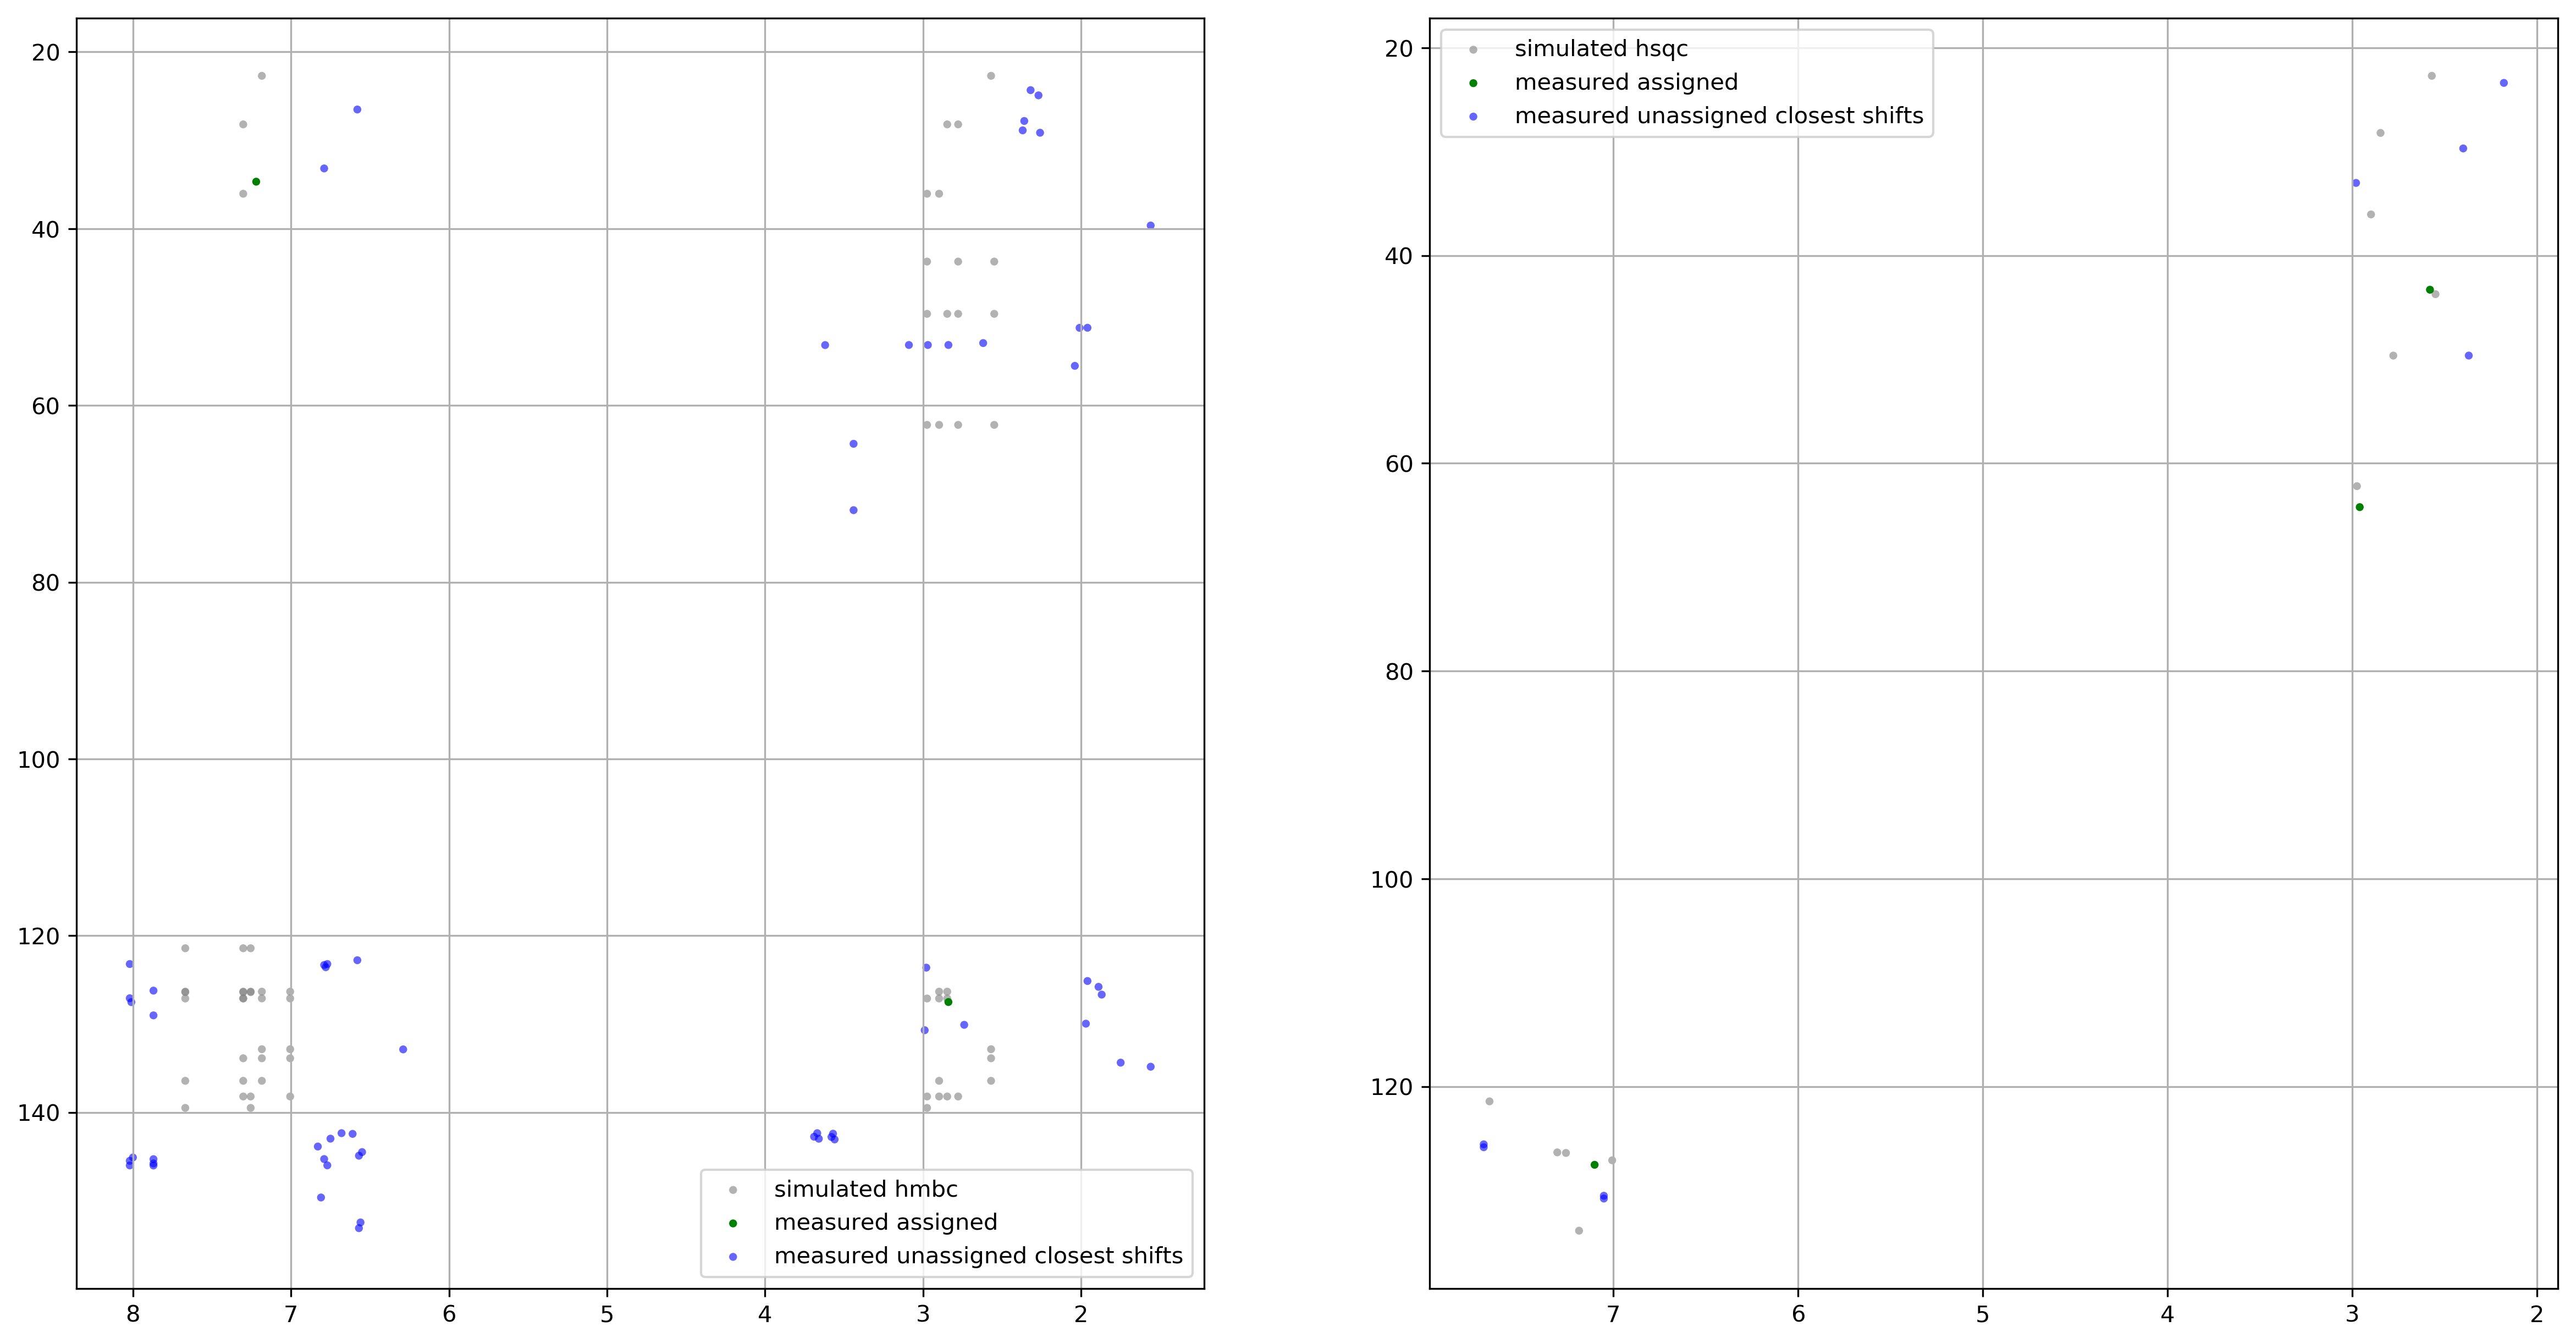 20
40
60
80
100
120
140
8 7 6 5 4 3 2
simulated hmbc
measured assigned
measured unassigned closest shifts
20
40
60
80
100
120
7 6 5 4 3 2
simulated hsqc
measured assigned
measured unassigned closest shifts